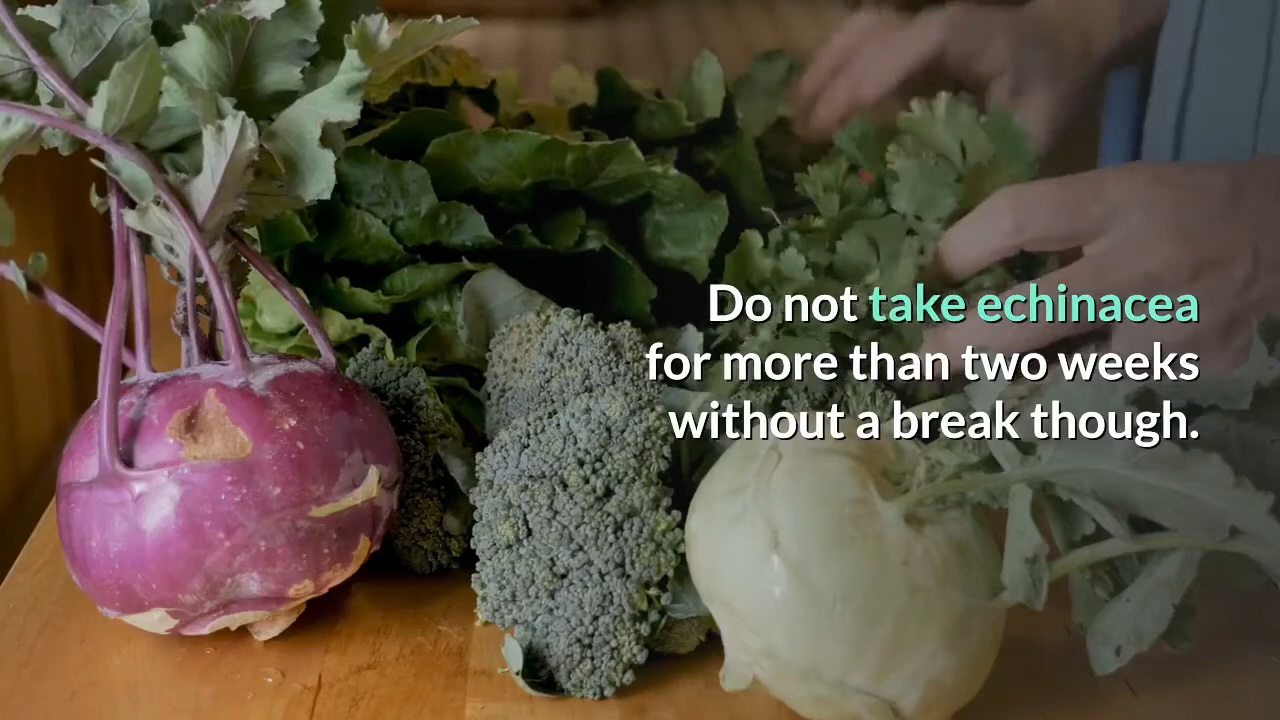 Do not take echinacea
for more than two weeks
without a break though.